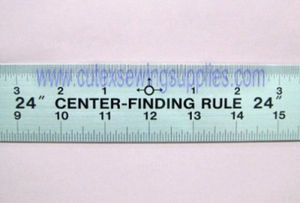 www.cutexsewingsupplies.com
3 2 1 1 2 3
24" CENTER-FINDING RULE 24"
9 10 11 12 13 14 15